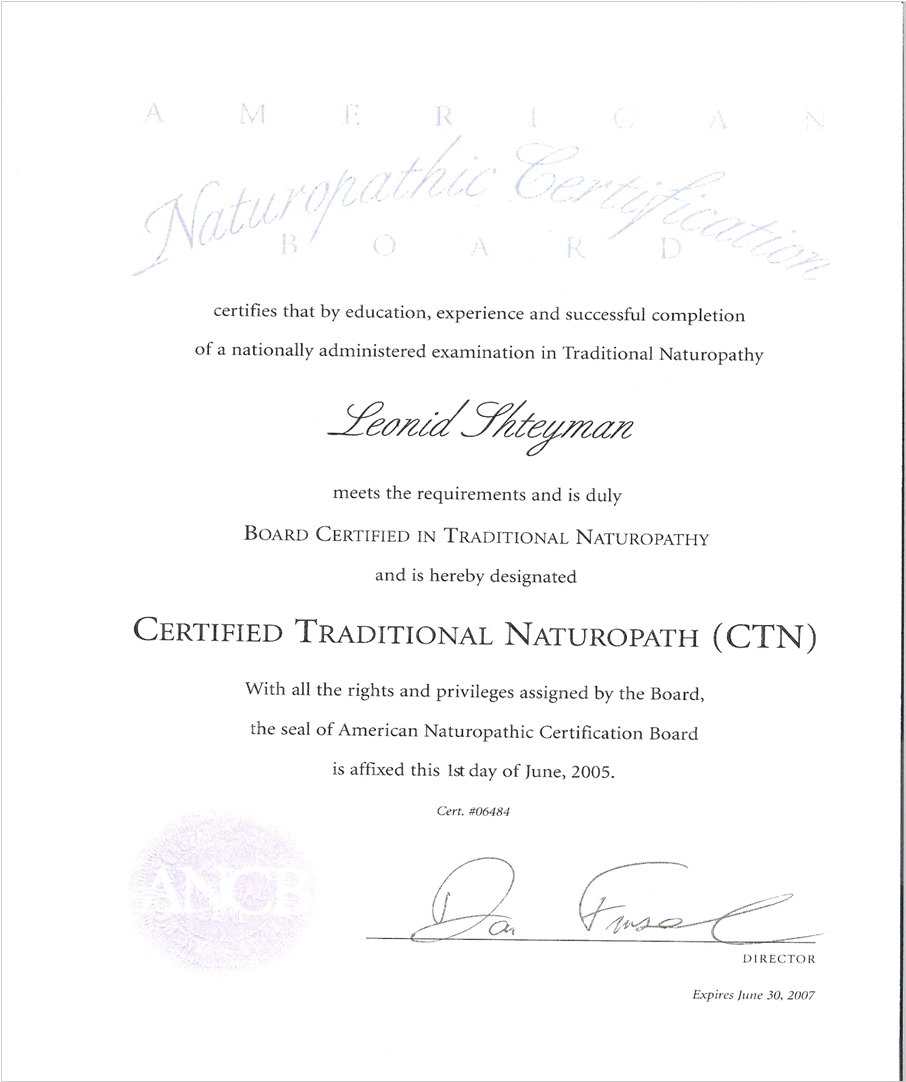 AMERICAN
Naturopathic Certification
BOARD
certifies that by education, experience and successful completion
of a nationally administered examination in Traditional Naturopathy
Leonid Shteyman
meets the requirements and is duly
BOARD CERTIFIED IN TRADITIONAL NATUROPATHY
and is hereby designated
CERTIFIED TRADITIONAL NATUROPATH (CTN)
With all the rights and privileges assigned by the Board,
the seal of American Naturopathic Certification Board
is affixed this 1st day of June, 2005.
Cert. #06484
ANCB
DIRECTOR
Expires June 30, 2007